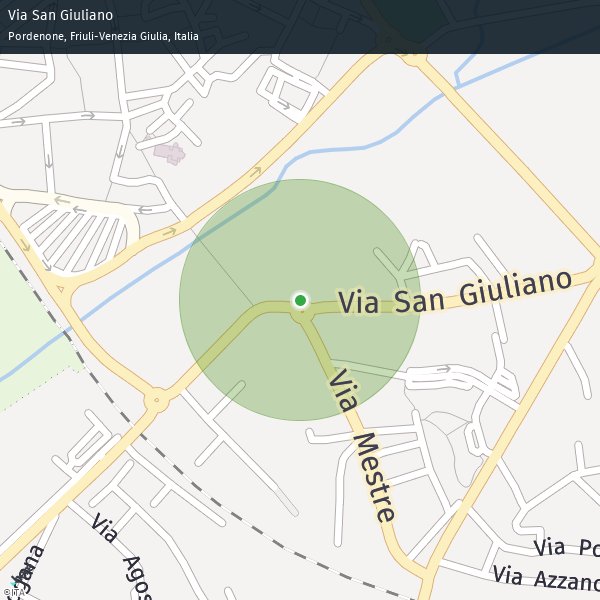 Via San Giuliano
Pordenone, Friuli-Venezia Giulia, Italia
Via San Giuliano
Via Mestre
Via Po
Via Azzano
Via Agos
©ITA